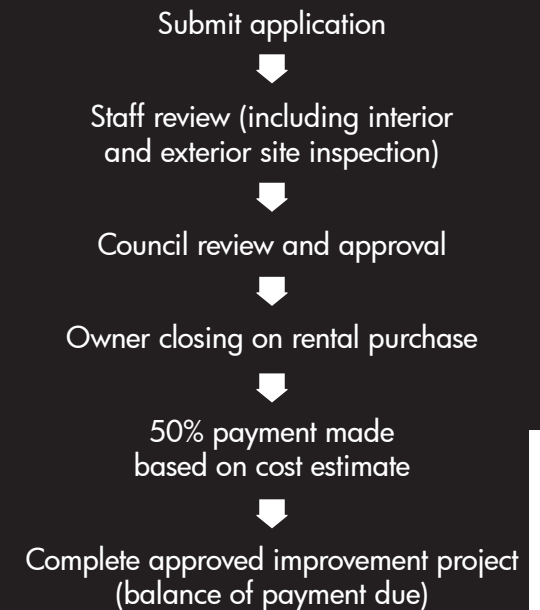 Submit application
Staff review (including interior
and exterior site inspection)
Council review and approval
Owner closing on rental purchase
50% payment made
based on cost estimate
Complete approved improvement project
(balance of payment due)